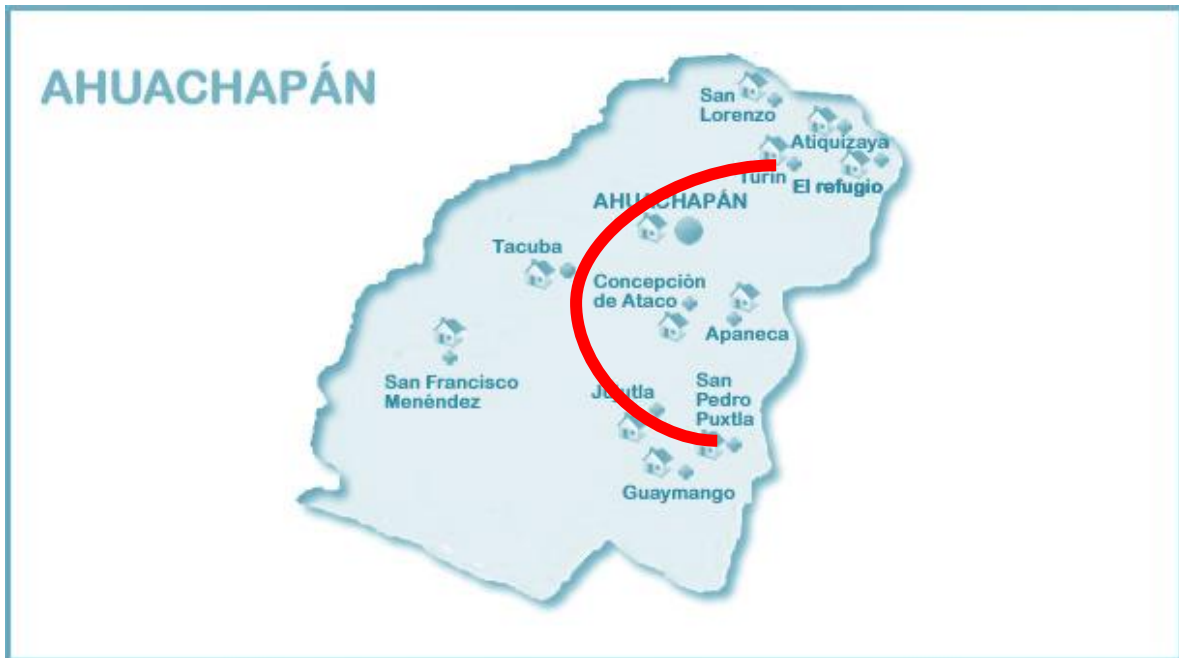 AHUACHAPÁN
San
Lorenzo
Atiquizaya
Turín
El refugio
AHUACHAPÁN
Tacuba
Concepción
de Ataco
Apaneca
San Francisco
Menéndez
Jujutla
San
Pedro
Puxtla
Guaymango